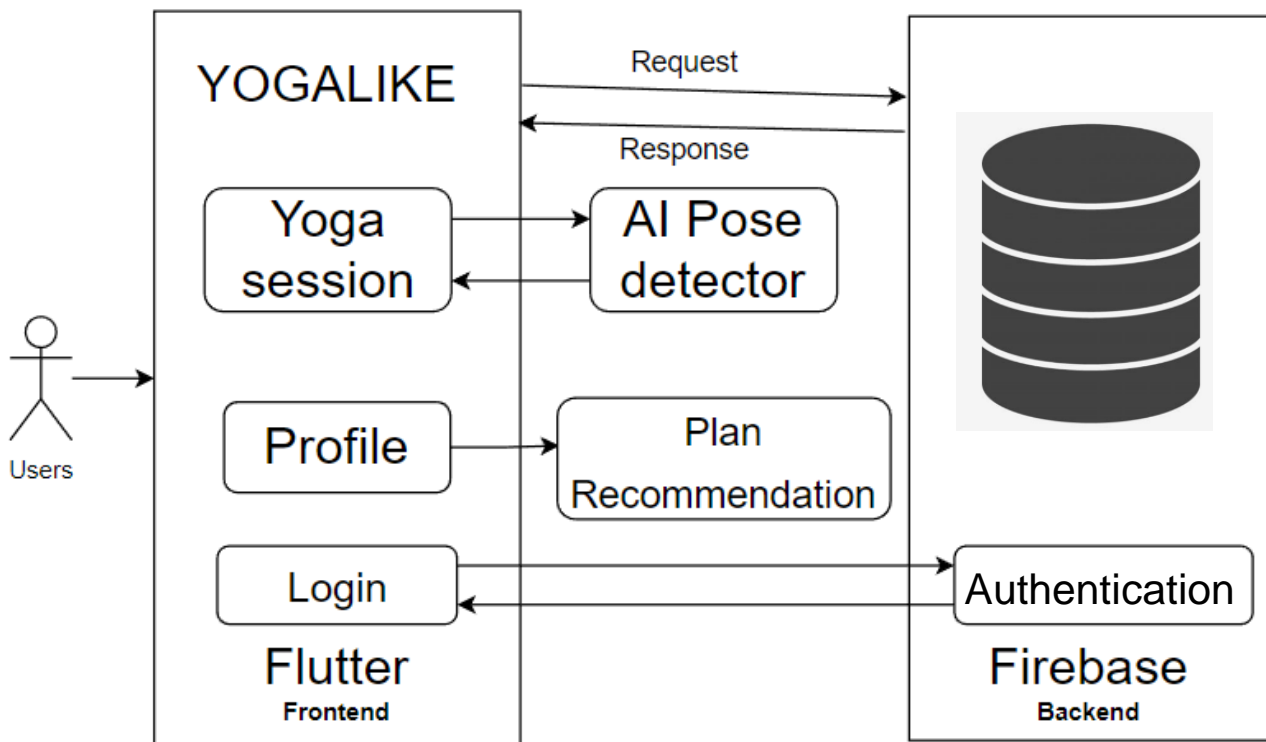 YOGALIKE
Request
Response
Yoga
session
AI Pose
detector
Users
Profile
Plan
Recommendation
Login
Authentication
Flutter
Frontend
Firebase
Backend